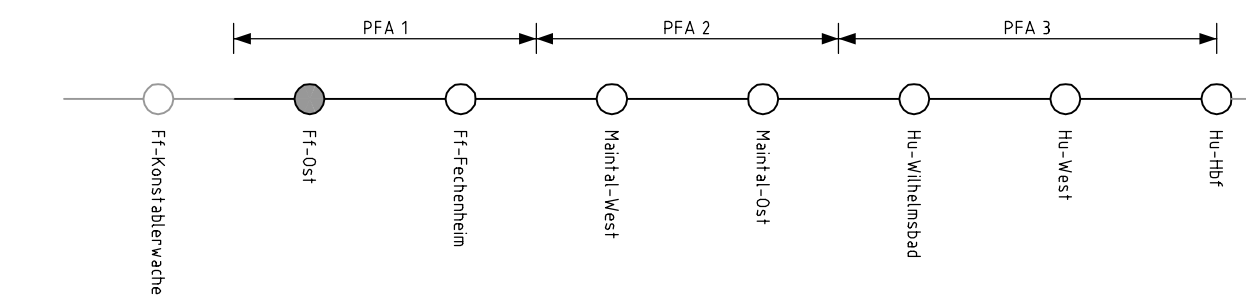 PFA 1
PFA 2
PFA 3
Ff-Konstablerwache
Ff-Ost
Ff-Fechenheim
Maintal-West
Maintal-Ost
Hu-Wilhelmsbad
Hu-West
Hu-Hbf